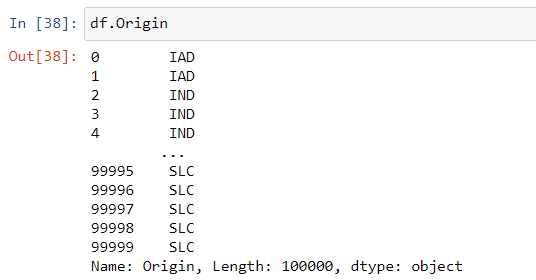 In [38]: df.Origin
Out[38]: 0        IAD
1        IAD
2        IND
3        IND
4        IND
...
99995    SLC
99996    SLC
99997    SLC
99998    SLC
99999    SLC
Name: Origin, Length: 100000, dtype: object